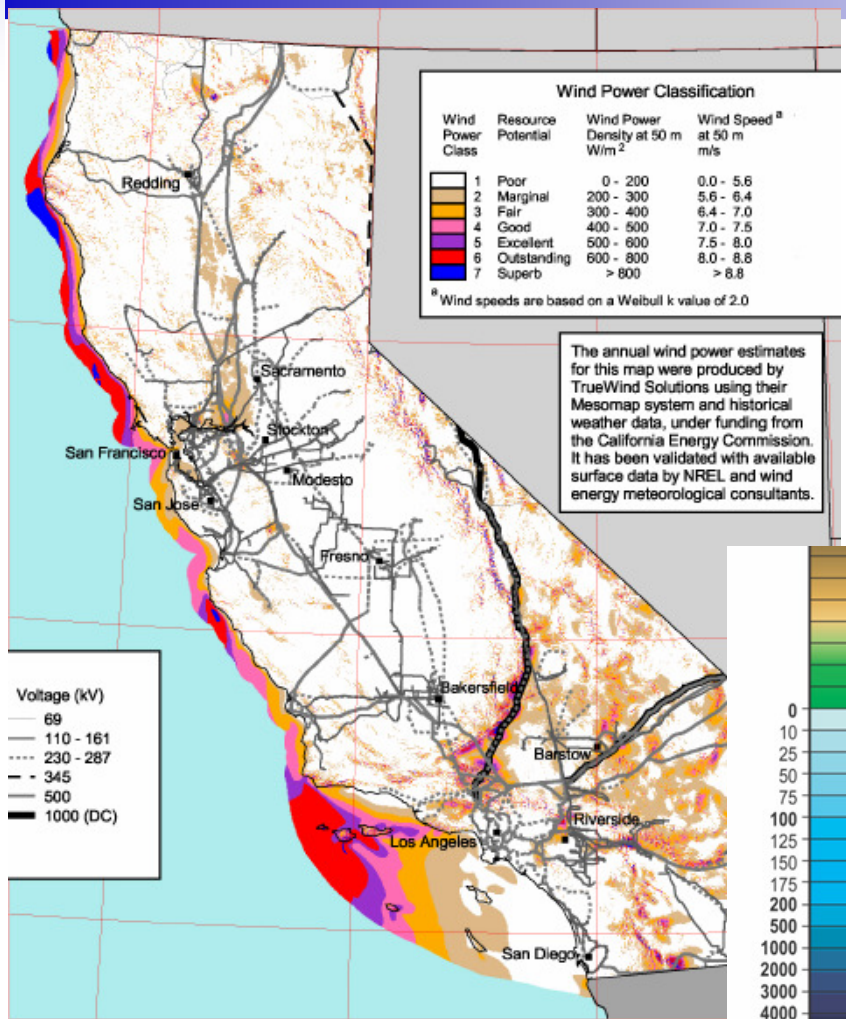 Wind Power Classification
Wind Resource Wind Power Wind Speed a
Power Potential Density at 50 m at 50 m
Class W/m 2 m/s
1 Poor 0 - 200 0.0 - 5.6
2 Marginal 200 - 300 5.6 - 6.4
3 Fair 300 - 400 6.4 - 7.0
4 Good 400 - 500 7.0 - 7.5
5 Excellent 500 - 600 7.5 - 8.0
6 Outstanding 600 - 800 8.0 - 8.8
7 Superb > 800 > 8.8
a Wind speeds are based on a Weibull k value of 2.0
The annual wind power estimates
for this map were produced by
TrueWind Solutions using their
Mesomap system and historical
weather data, under funding from
the California Energy Commission.
It has been validated with available
surface data by NREL and wind
energy meteorological consultants.
Redding
Sacramento
Stockton
San Francisco
Modesto
San Jose
Fresno
Bakersfield
Barstow
Riverside
Los Angeles
San Diego
Voltage (kV)
69
110 - 161
230 - 287
345
500
1000 (DC)
0
10
25
50
75
100
125
150
175
200
500
1000
2000
3000
4000